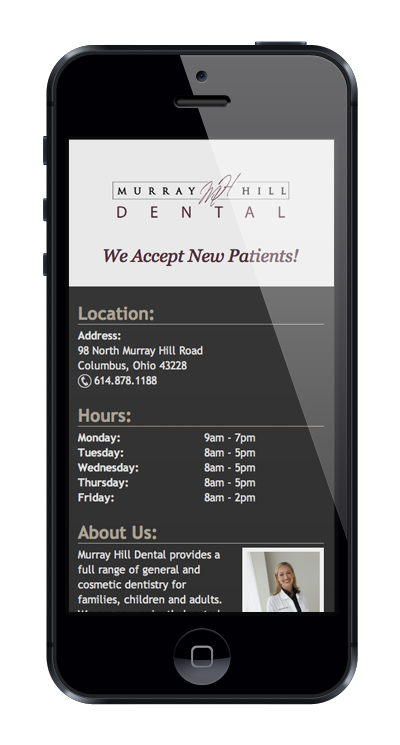 MURRAY HILL
DENTAL
We Accept New Patients!
Location:
Address:
98 North Murray Hill Road
Columbus, Ohio 43228
614.878.1188
Hours:
Monday: 9am - 7pm
Tuesday: 8am - 5pm
Wednesday: 8am - 5pm
Thursday: 8am - 5pm
Friday: 8am - 2pm
About Us:
Murray Hill Dental provides a
full range of general and
cosmetic dentistry for
families, children and adults.